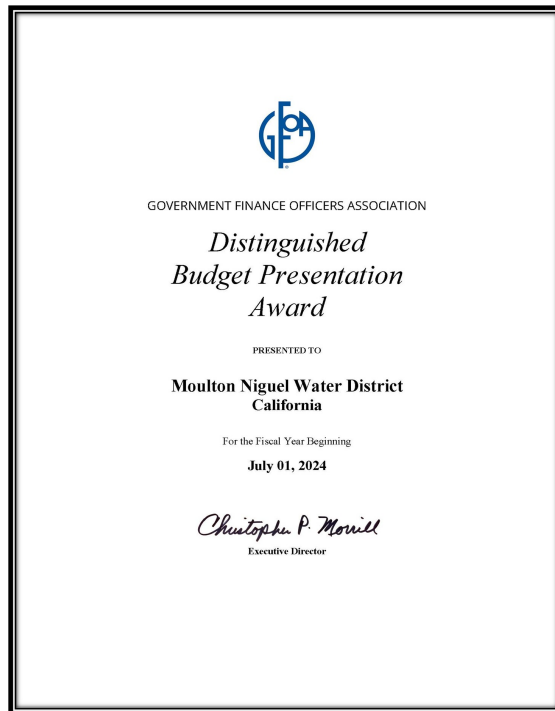 GFOA
GOVERNMENT FINANCE OFFICERS ASSOCIATION
Distinguished
Budget Presentation
Award
PRESENTED TO
Moulton Niguel Water District
California
For the Fiscal Year Beginning
July 01, 2024
Christopher P. Morrill
Executive Director